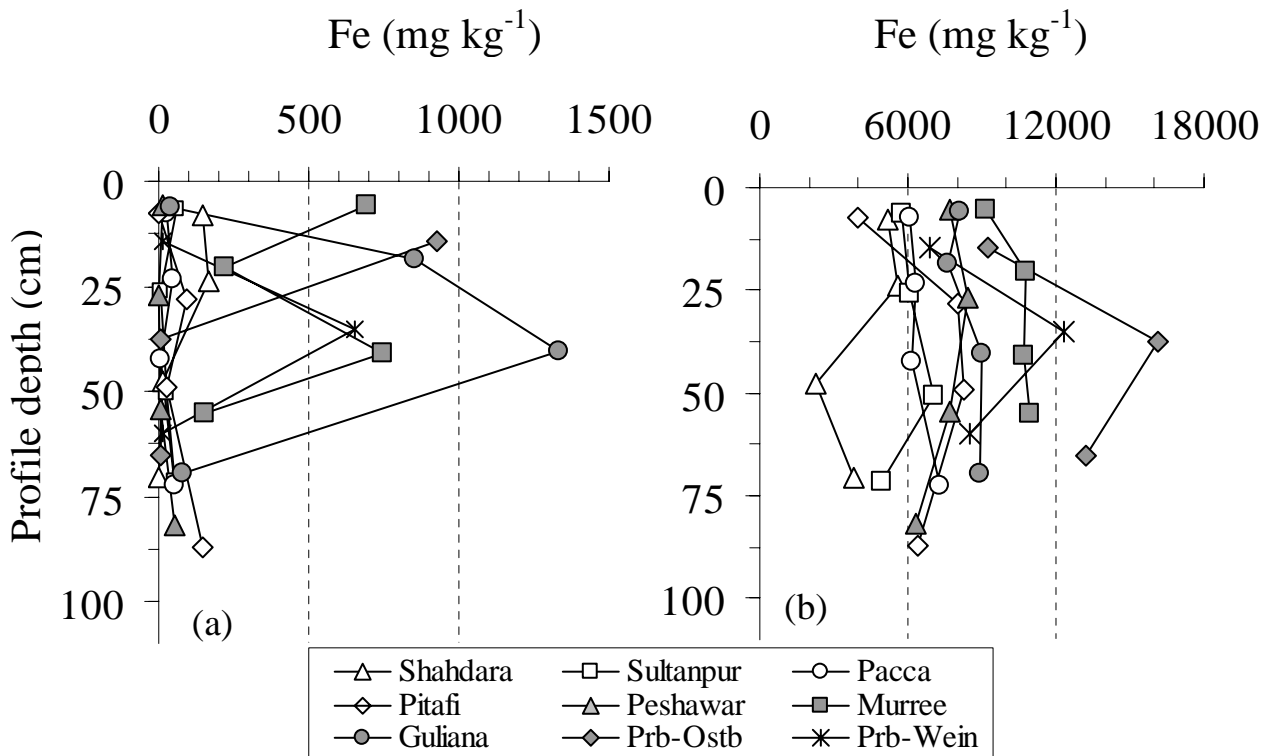 Fe (mg kg⁻¹)
0 500 1000 1500
Fe (mg kg⁻¹)
0 6000 12000 18000
Profile depth (cm)
0
25
50
75
100
(a)
0
25
50
75
100
(b)
Shahdara Sultanpur Pacca
Pitafi Peshawar Murree
Guliana Prb-Ostb Prb-Wein